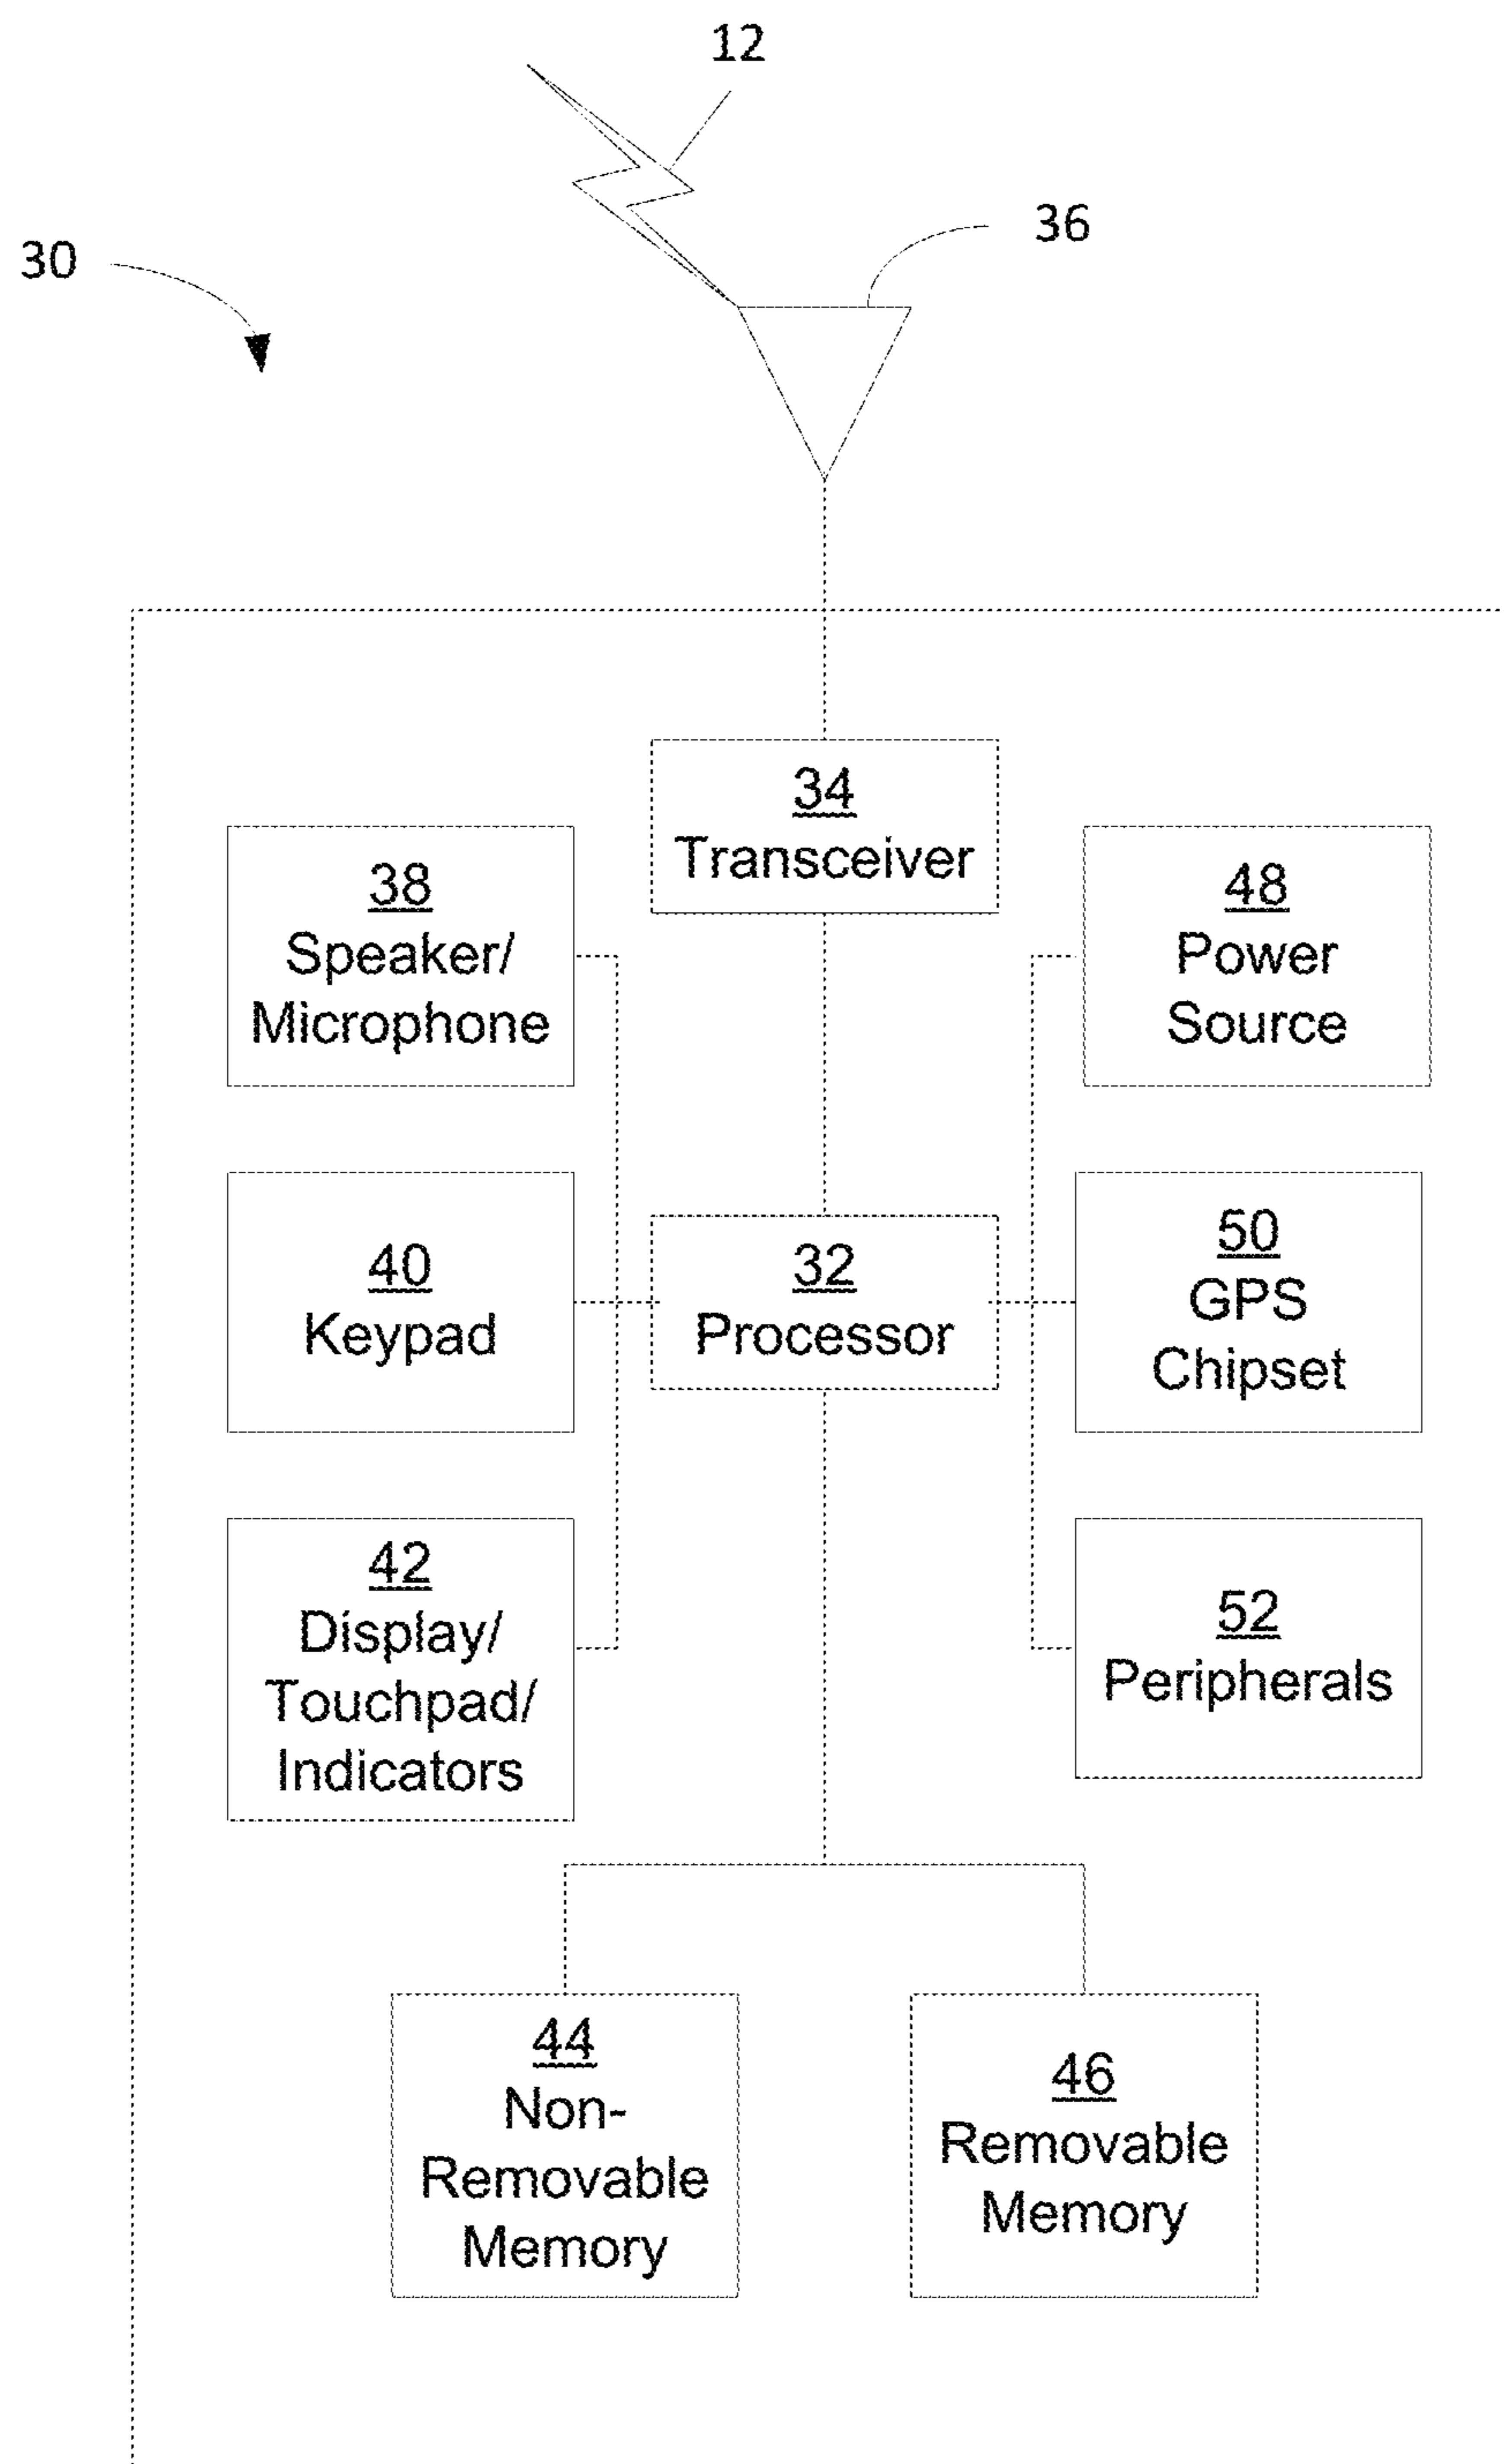 12
36
30
34
Transceiver
38
Speaker/
Microphone
48
Power
Source
40
Keypad
32
Processor
50
GPS
Chipset
42
Display/
Touchpad/
Indicators
52
Peripherals
44
Non-
Removable
Memory
46
Removable
Memory